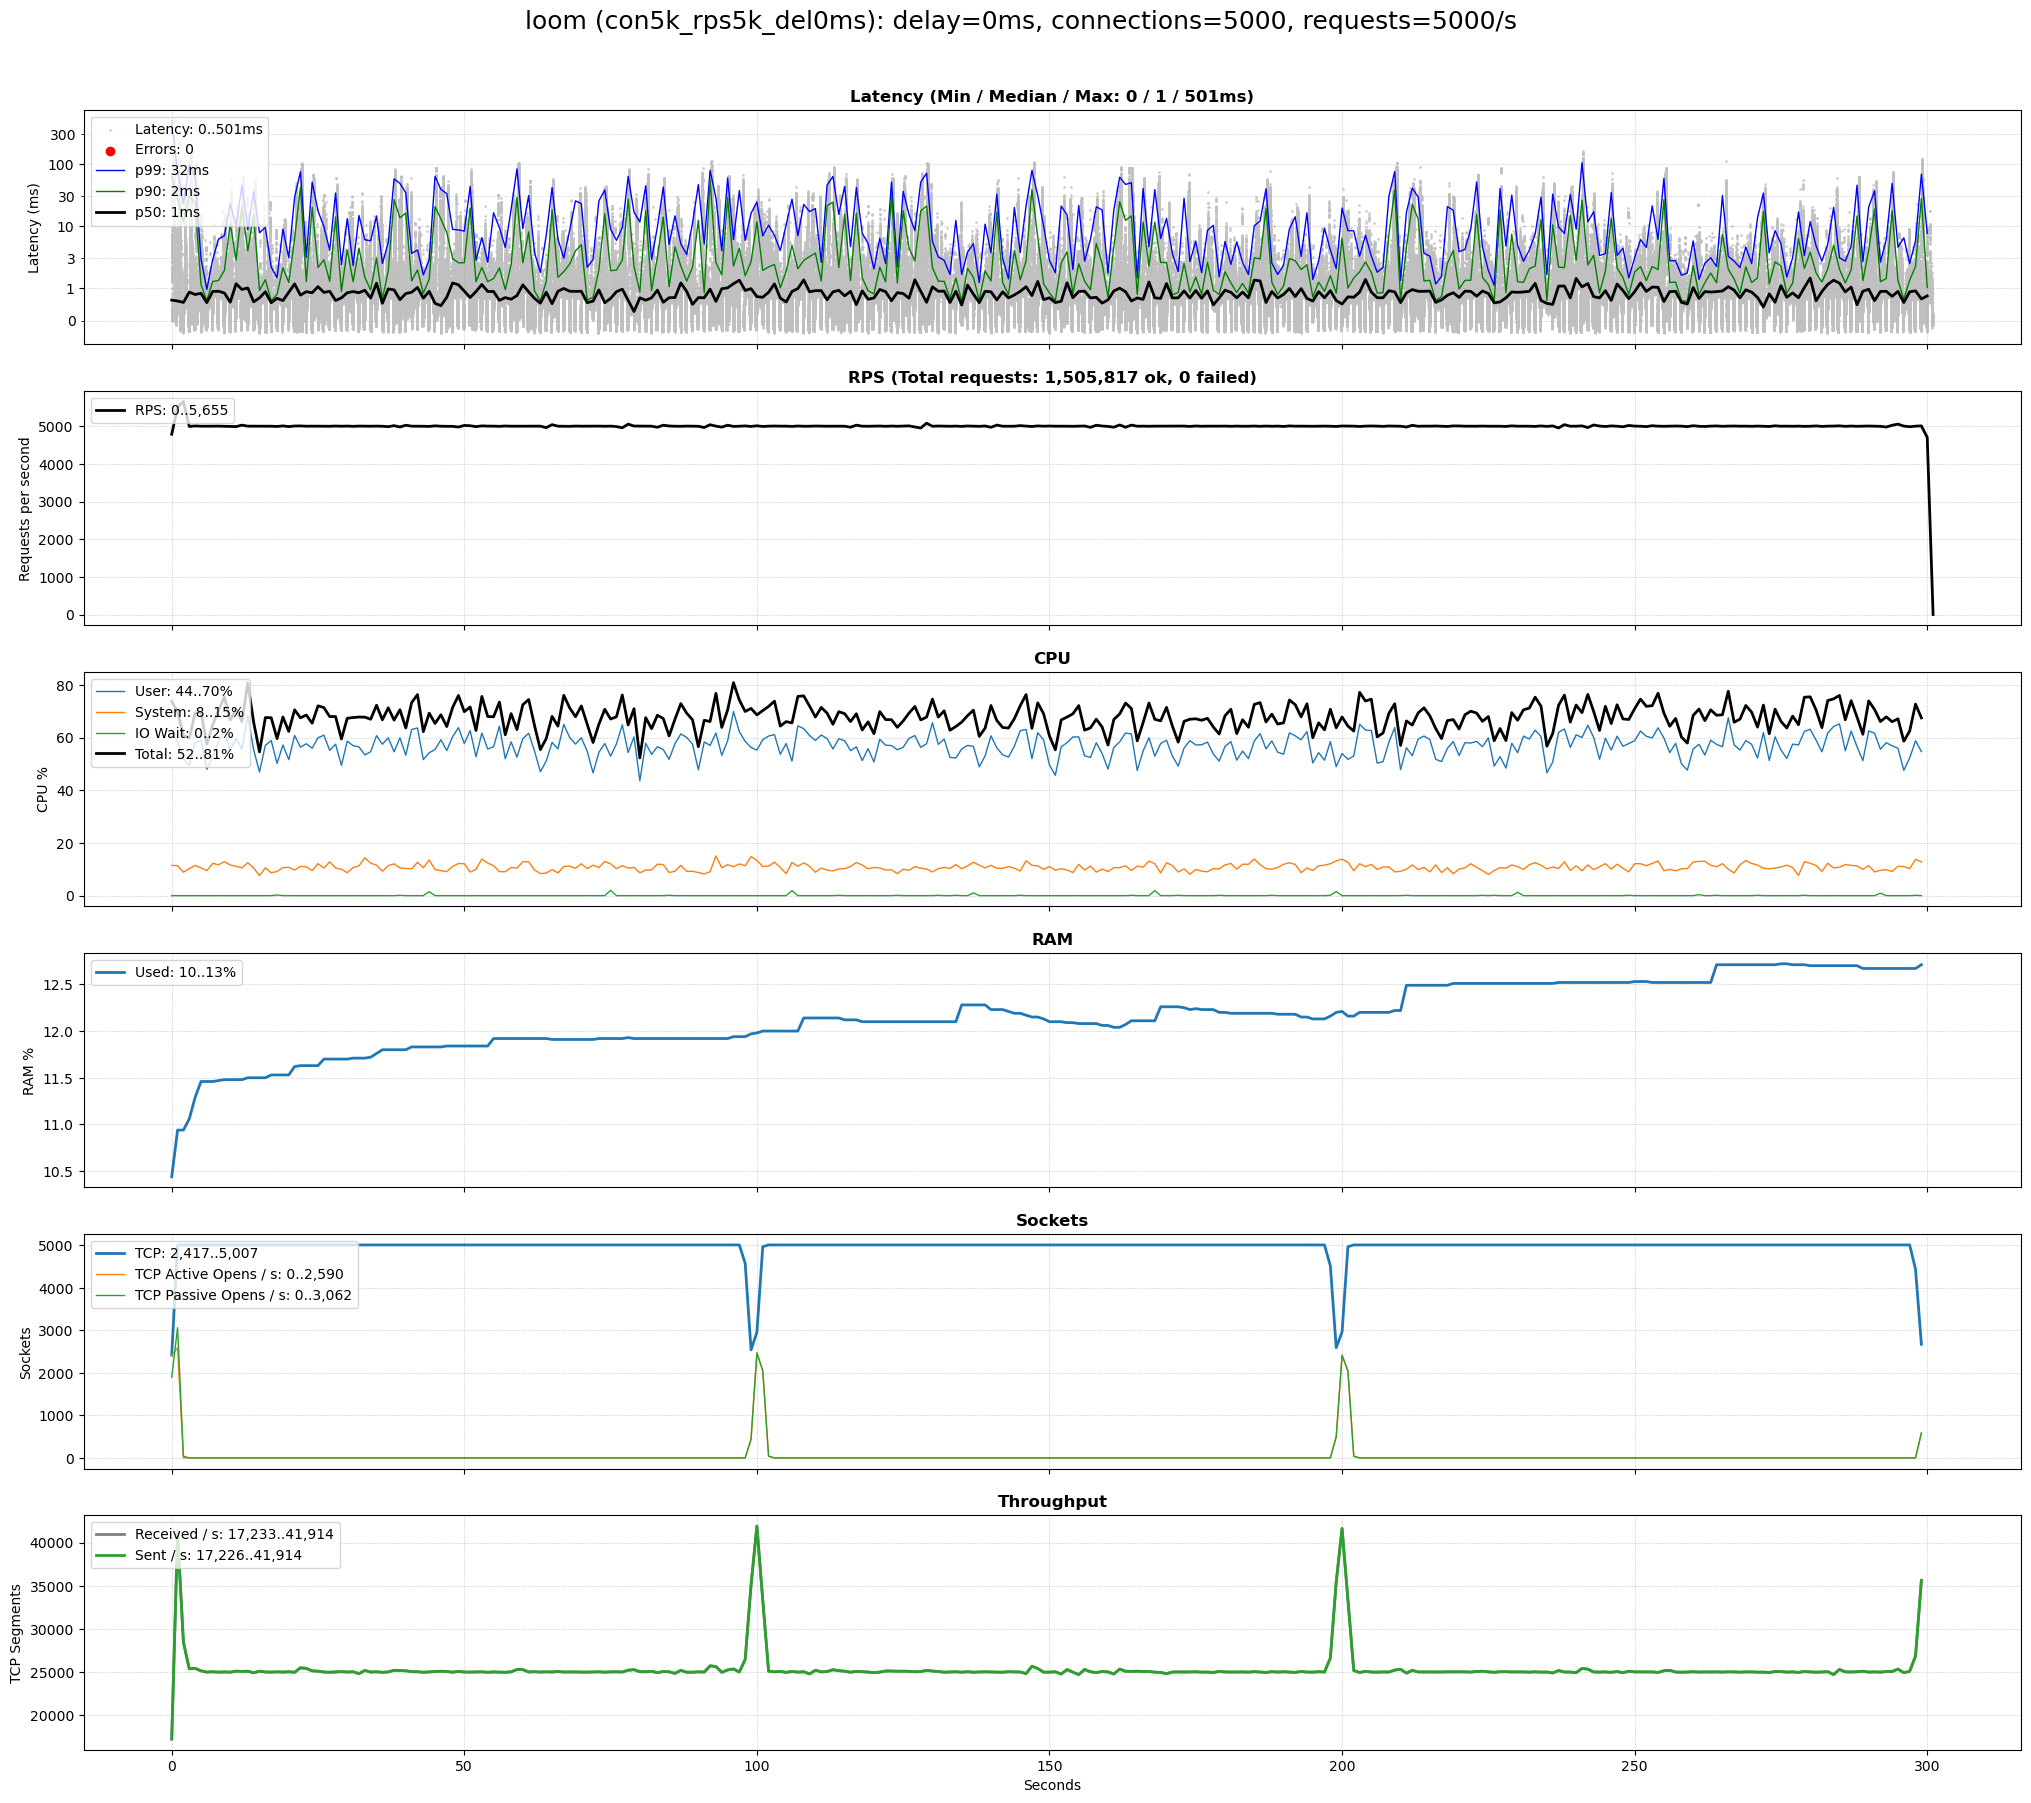 loom (con5k_rps5k_del0ms): delay=0ms, connections=5000, requests=5000/s
Latency (Min / Median / Max: 0 / 1 / 501ms)
Latency (ms)
300
100
30
10
3
1
0
Latency: 0..501ms
Errors: 0
p99: 32ms
p90: 2ms
p50: 1ms
RPS (Total requests: 1,505,817 ok, 0 failed)
Requests per second
5000
4000
3000
2000
1000
0
RPS: 0..5,655
CPU
CPU %
80
60
40
20
0
User: 44..70%
System: 8..15%
IO Wait: 0..2%
Total: 52..81%
RAM
RAM %
12.5
12.0
11.5
11.0
10.5
Used: 10..13%
Sockets
Sockets
5000
4000
3000
2000
1000
0
TCP: 2,417..5,007
TCP Active Opens / s: 0..2,590
TCP Passive Opens / s: 0..3,062
Throughput
TCP Segments
40000
35000
30000
25000
20000
Received / s: 17,233..41,914
Sent / s: 17,226..41,914
0 50 100 150 200 250 300
Seconds